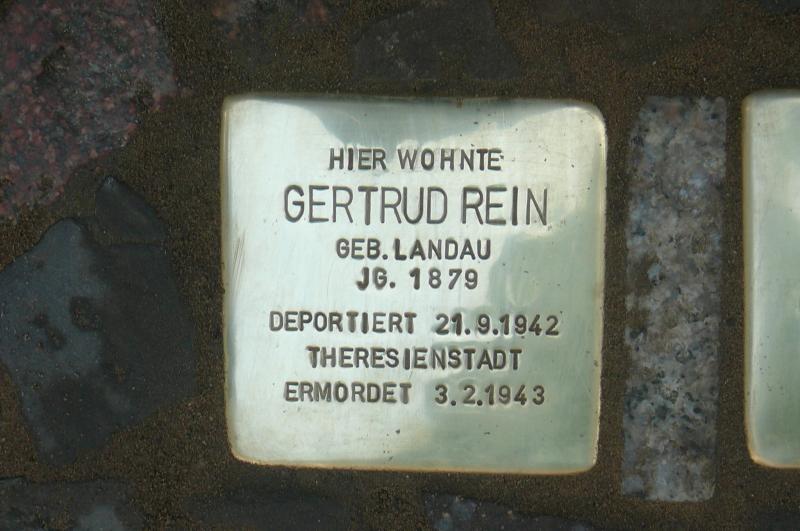 HIER WOHNTE
GERTRUD REIN
GEB. LANDAU
JG. 1879
DEPORTIERT 21.9.1942
THERESIENSTADT
ERMORDET 3.2.1943